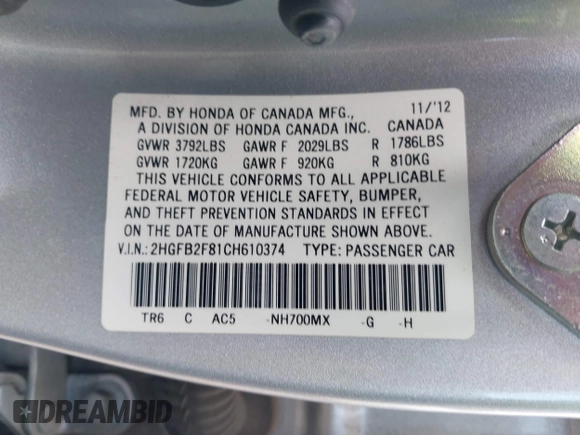 MFD. BY HONDA OF CANADA MFG., 11/'12
A DIVISION OF HONDA CANADA INC. CANADA
GVWR 3792LBS GAWR F 2029LBS R 1786LBS
GVWR 1720KG GAWR F 920KG R 810KG
THIS VEHICLE CONFORMS TO ALL APPLICABLE
FEDERAL MOTOR VEHICLE SAFETY, BUMPER,
AND THEFT PREVENTION STANDARDS IN EFFECT
ON THE DATE OF MANUFACTURE SHOWN ABOVE.
V.I.N.: 2HGFB2F81CH610374 TYPE: PASSENGER CAR
TR6 C AC5 -NH700MX -G -H
DREAMBID